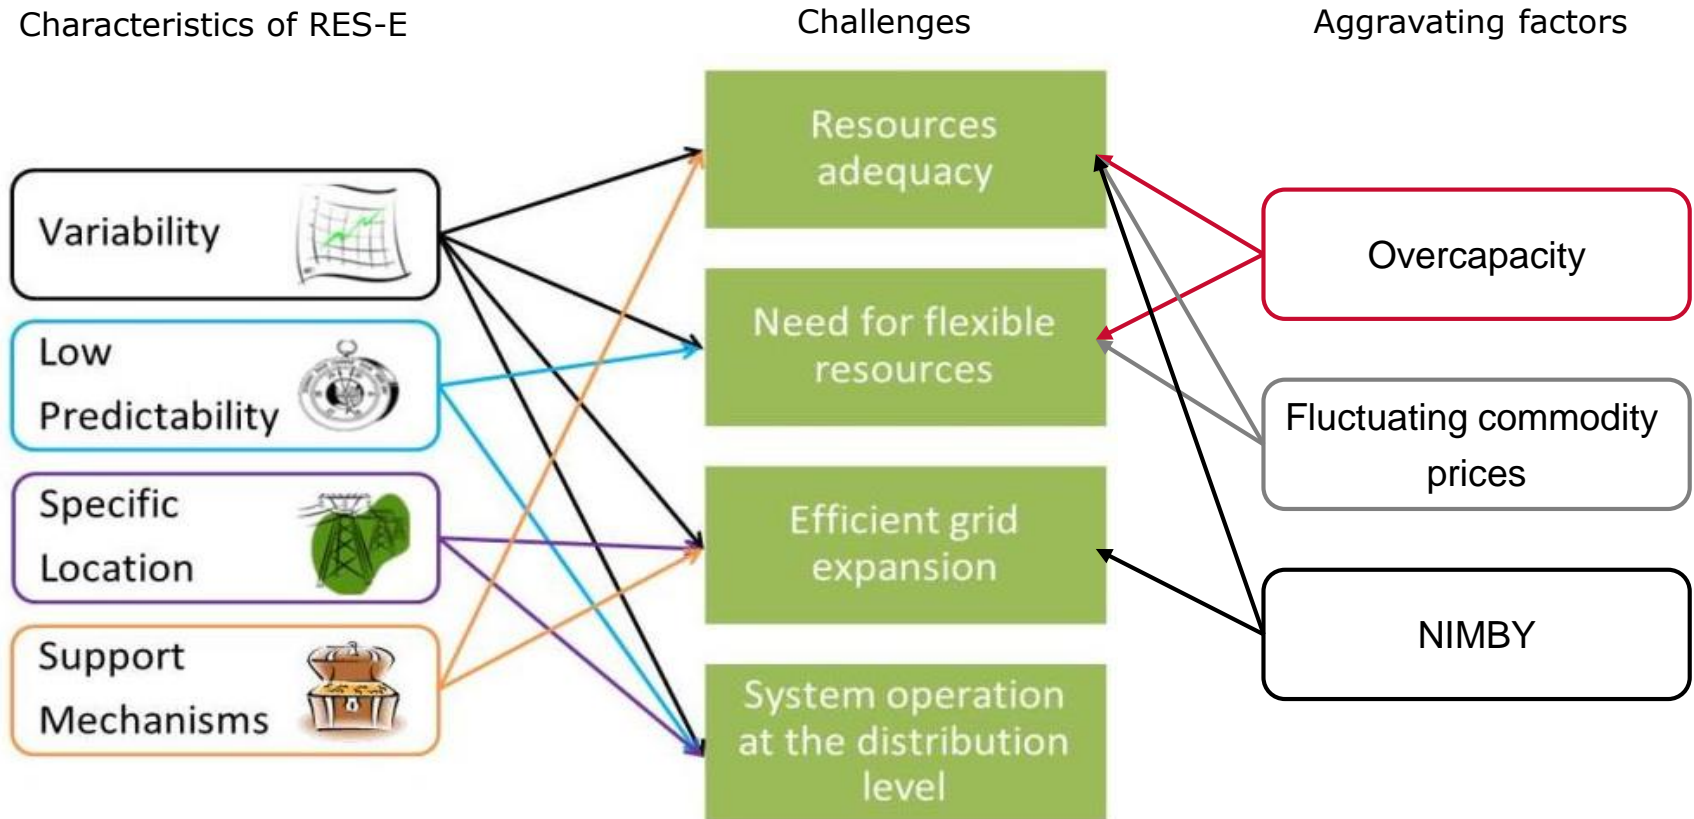 Characteristics of RES-E
Challenges
Aggravating factors
Variability
Low
Predictability
Specific
Location
Support
Mechanisms
Resources
adequacy
Need for flexible
resources
Efficient grid
expansion
System operation
at the distribution
level
Overcapacity
Fluctuating commodity
prices
NIMBY